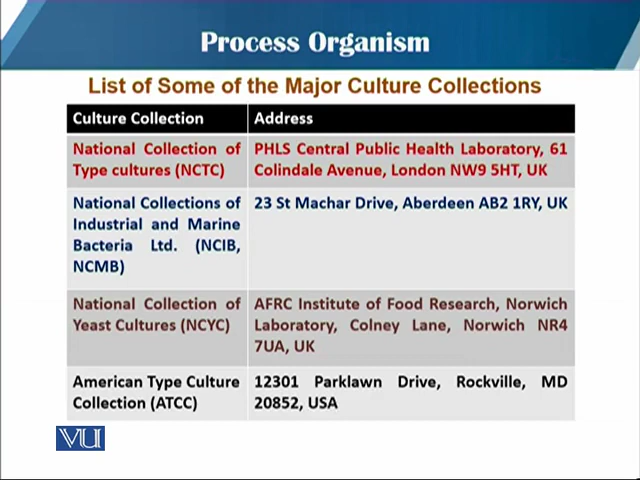 Process Organism
List of Some of the Major Culture Collections
Culture Collection
Address
National Collection of
Type cultures (NCTC)
PHLS Central Public Health Laboratory, 61
Colindale Avenue, London NW9 5HT, UK
National Collections of
Industrial and Marine
Bacteria Ltd. (NCIB,
NCMB)
23 St Machar Drive, Aberdeen AB2 1RY, UK
National Collection of
Yeast Cultures (NCYC)
AFRC Institute of Food Research, Norwich
Laboratory, Colney Lane, Norwich NR4
7UA, UK
American Type Culture
Collection (ATCC)
12301 Parklawn Drive, Rockville, MD
20852, USA
VU